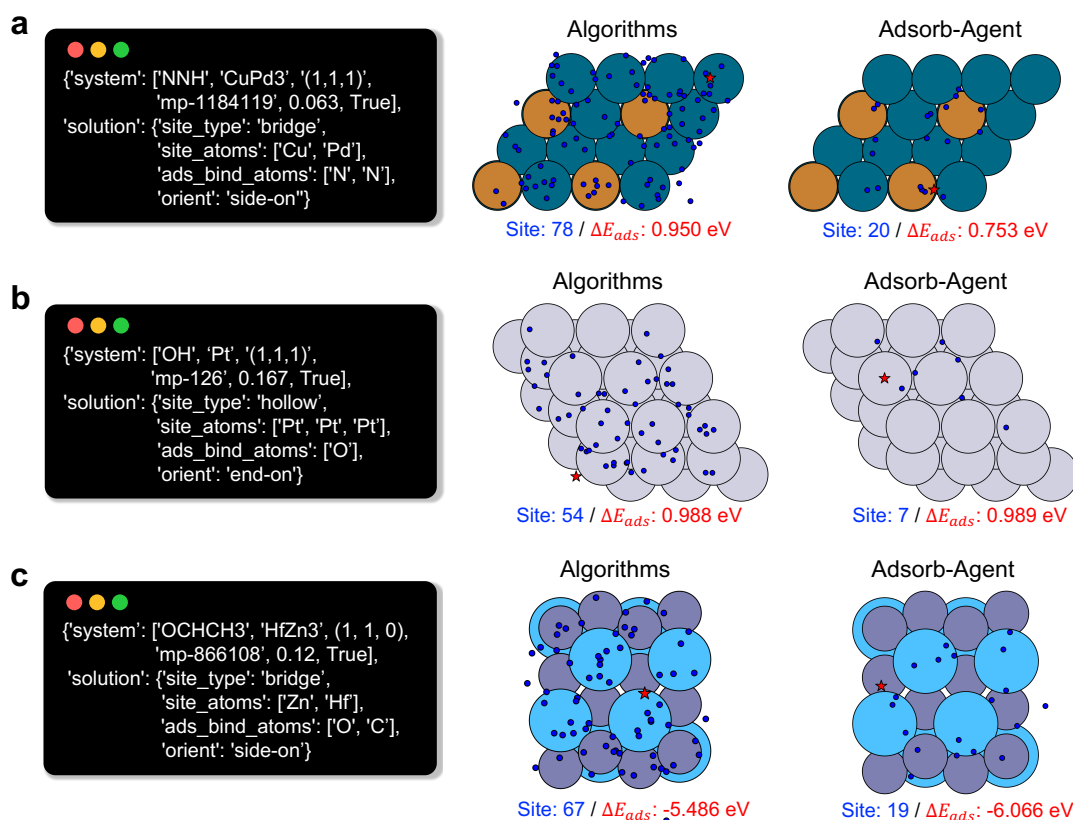 a
{'system': ['NNH', 'CuPd3', '(1,1,1)',
'mp-1184119', 0.063, True],
'solution': {'site_type': 'bridge',
'site_atoms': ['Cu', 'Pd'],
'ads_bind_atoms': ['N', 'N'],
'orient': 'side-on"}
Algorithms
Site: 78 / ΔE_ads: 0.950 eV
Adsorb-Agent
Site: 20 / ΔE_ads: 0.753 eV
b
{'system': ['OH', ‘Pt’, '(1,1,1)',
'mp-126’, 0.167, True],
'solution': {'site_type': 'hollow',
'site_atoms': ['Pt', 'Pt', 'Pt'],
'ads_bind_atoms': ['O'],
'orient': 'end-on'}
Algorithms
Site: 54 / ΔE_ads: 0.988 eV
Adsorb-Agent
Site: 7 / ΔE_ads: 0.989 eV
c
{'system’: ['OCHCH3', 'HfZn3', (1, 1, 0),
'mp-866108’, 0.12, True],
'solution': {'site_type': 'bridge',
'site_atoms': ['Zn', 'Hf'],
'ads_bind_atoms': ['O', 'C’],
'orient': 'side-on’}
Algorithms
Site: 67 / ΔE_ads: -5.486 eV
Adsorb-Agent
Site: 19 / ΔE_ads: -6.066 eV